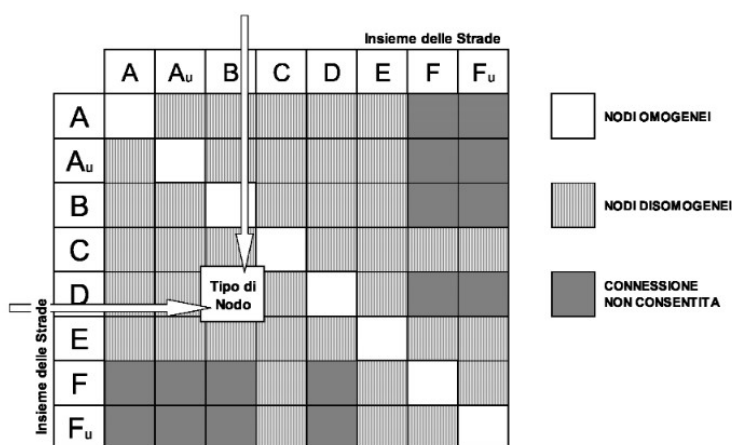 Insieme delle Strade
A Au B C D E F Fu
A
Au
B
C
D
E
F
Fu
Insieme delle Strade
Tipo di
Nodo
NODI OMOGENEI
NODI DISOMOGENEI
CONNESSIONE
NON CONSENTITA